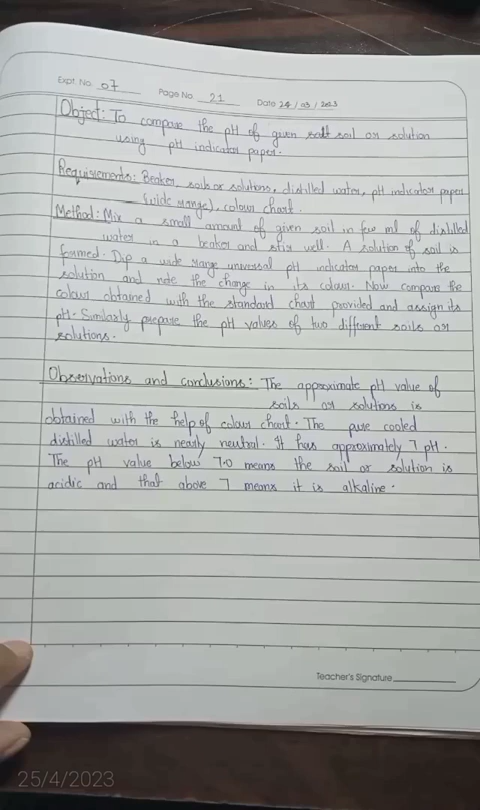 Expt. No. 07
Page No. 21
Date 24/03/2023
Object: To compare the pH of given soil or solution
using pH indicator paper.
Requirements: Beaker, soils or solutions, distilled water, pH indicator paper
(wide range), colour chart.
Method: Mix a small amount of given soil in few ml of distilled
water in a beaker and stir well. A solution of soil is
formed. Dip a wide range universal pH indicator paper into the
solution and note the change in its colour. Now compare the
colour obtained with the standard chart provided and assign its
pH. Similarly prepare the pH values of two different soils or
solutions.
Observations and conclusions: The approximate pH value of
soils or solutions is
obtained with the help of colour chart. The pure cooled
distilled water is nearly neutral. It has approximately 7 pH.
The pH value below 7.0 means the soil or solution is
acidic and that above 7 means it is alkaline.
Teacher's Signature
25/4/2023